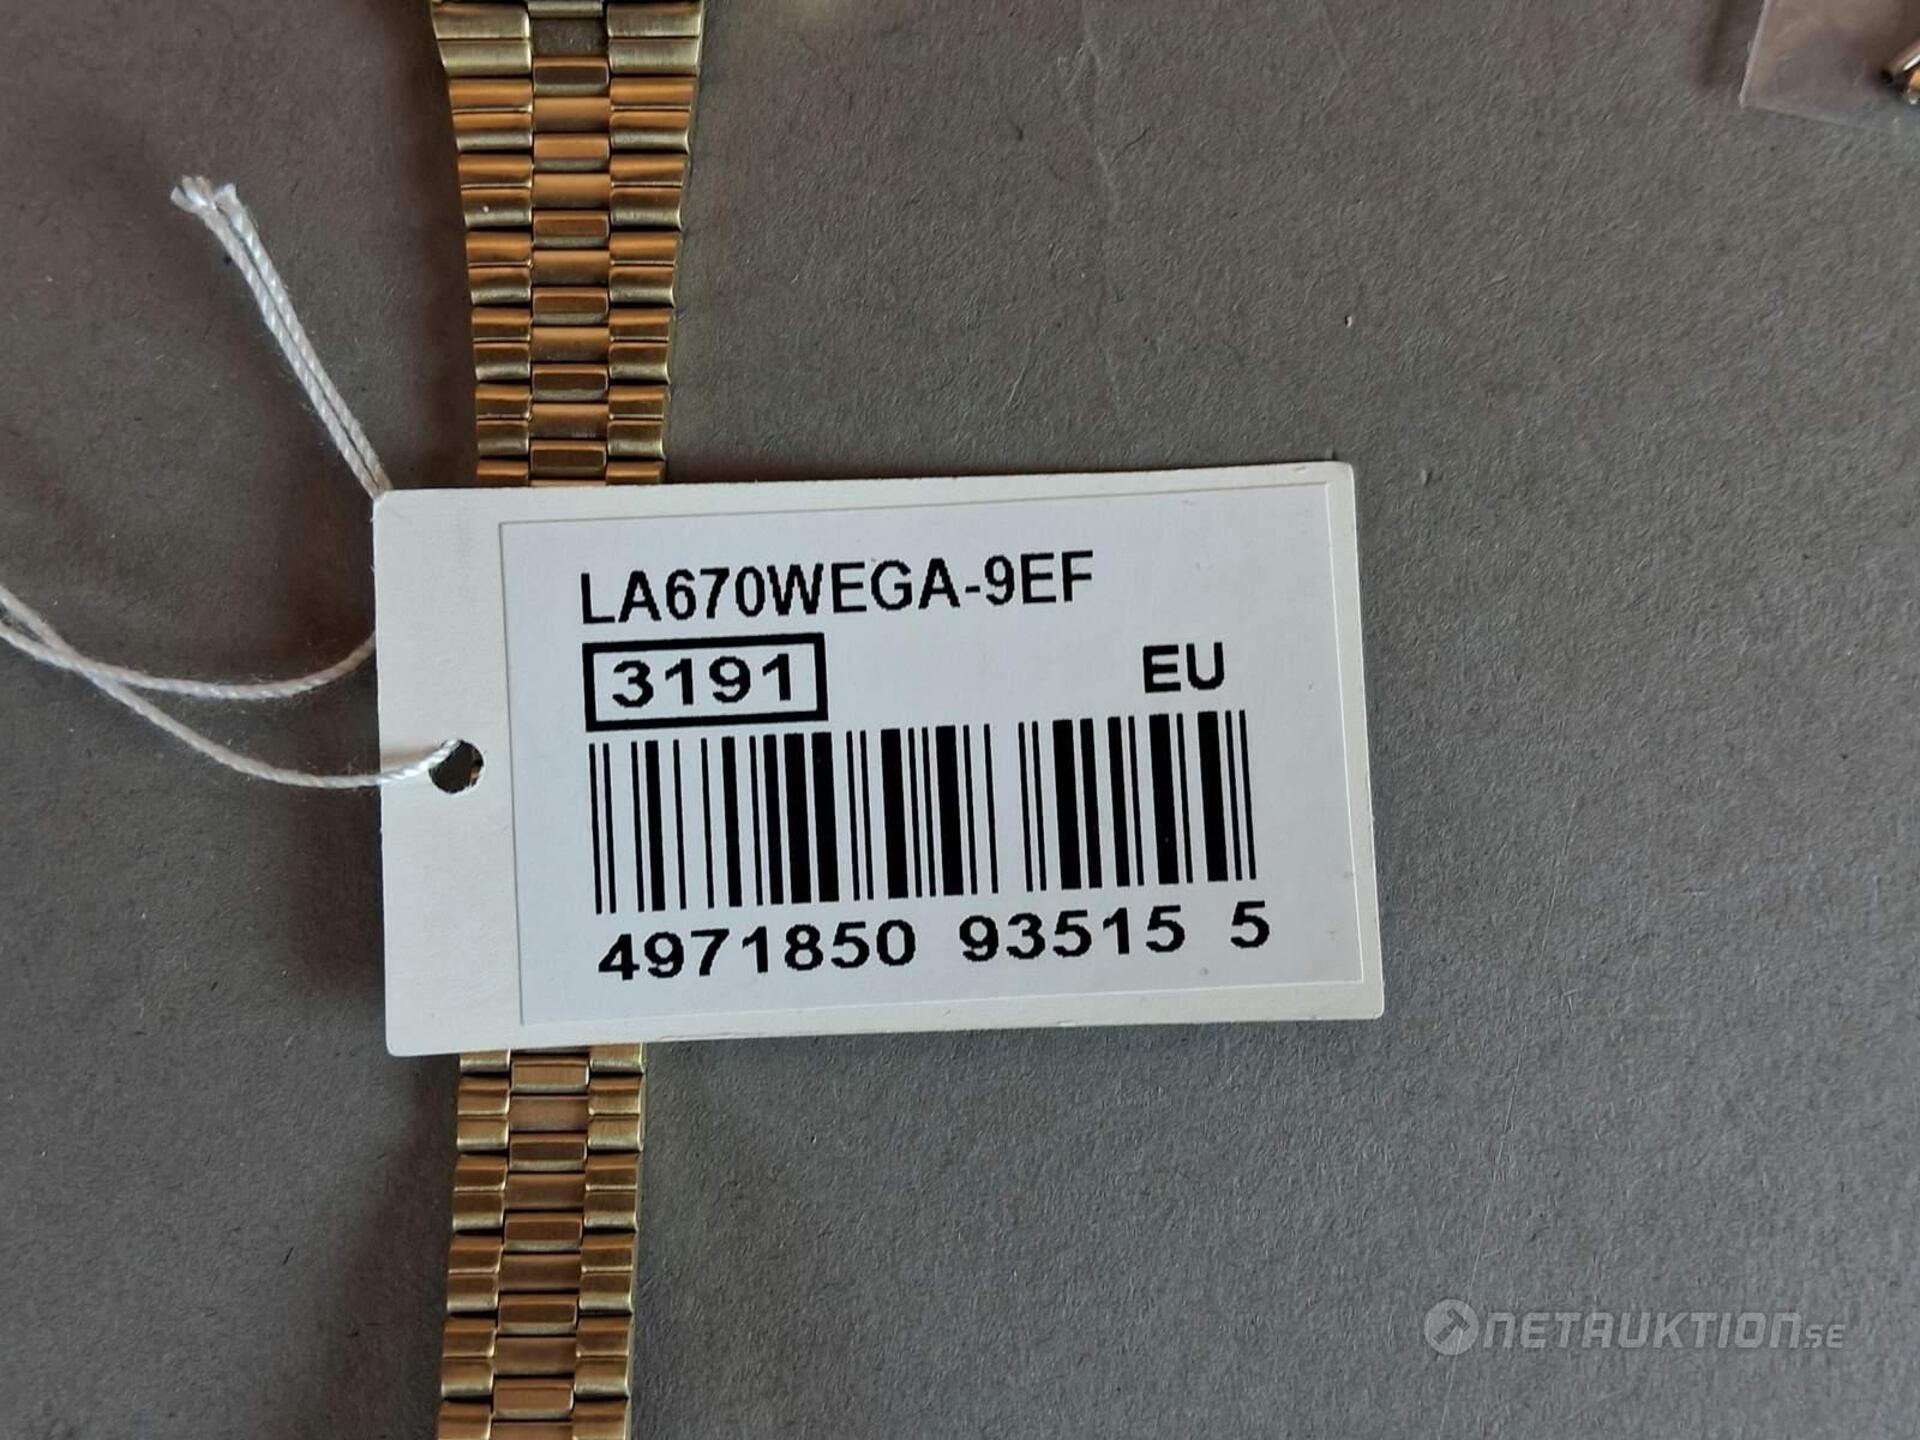 LA670WEGA-9EF
3191 EU
4971850 93515 5
NETAUKTION.SE